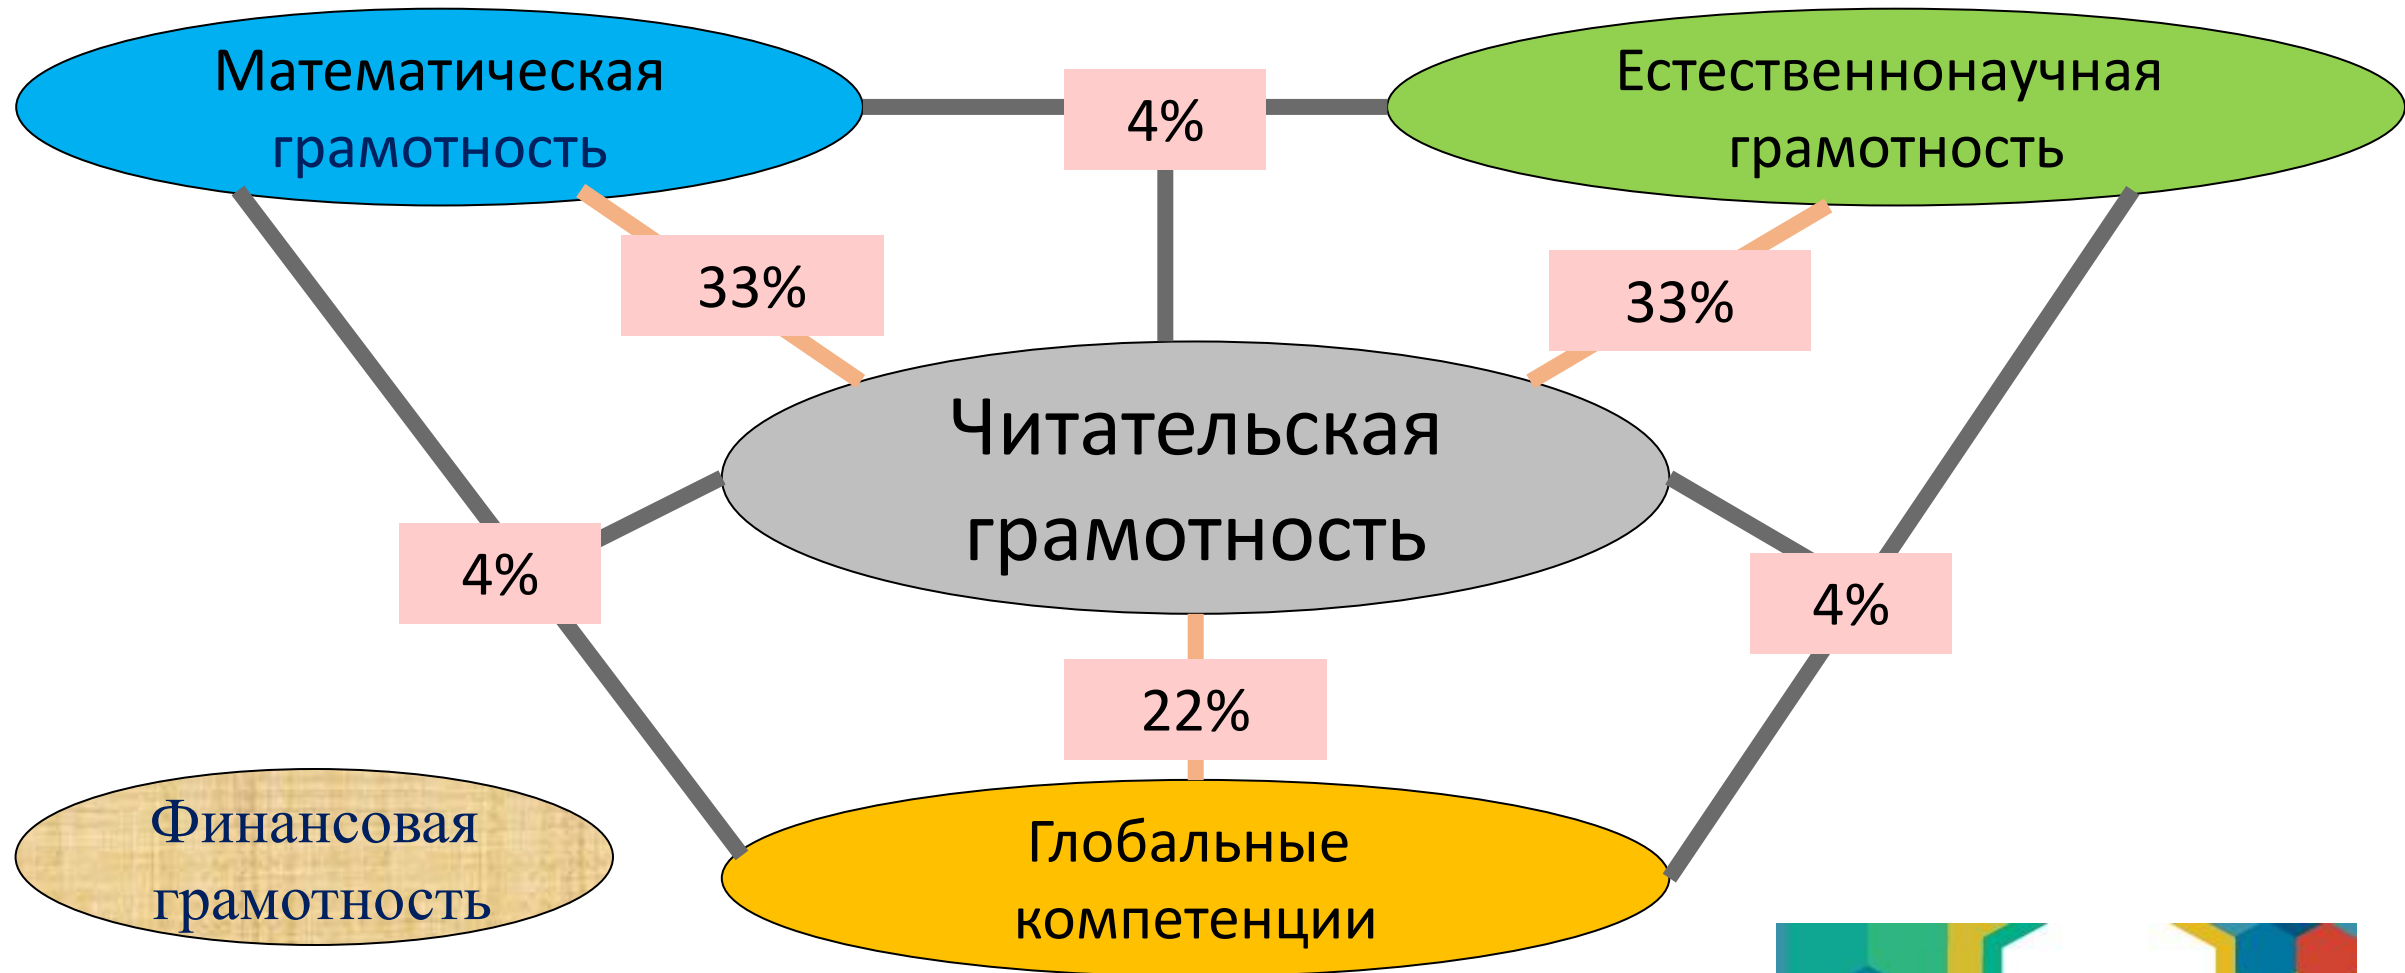 Математическая
грамотность
4%
Естественнонаучная
грамотность
33%
33%
Читательская
грамотность
4%
4%
22%
Финансовая
грамотность
Глобальные
компетенции